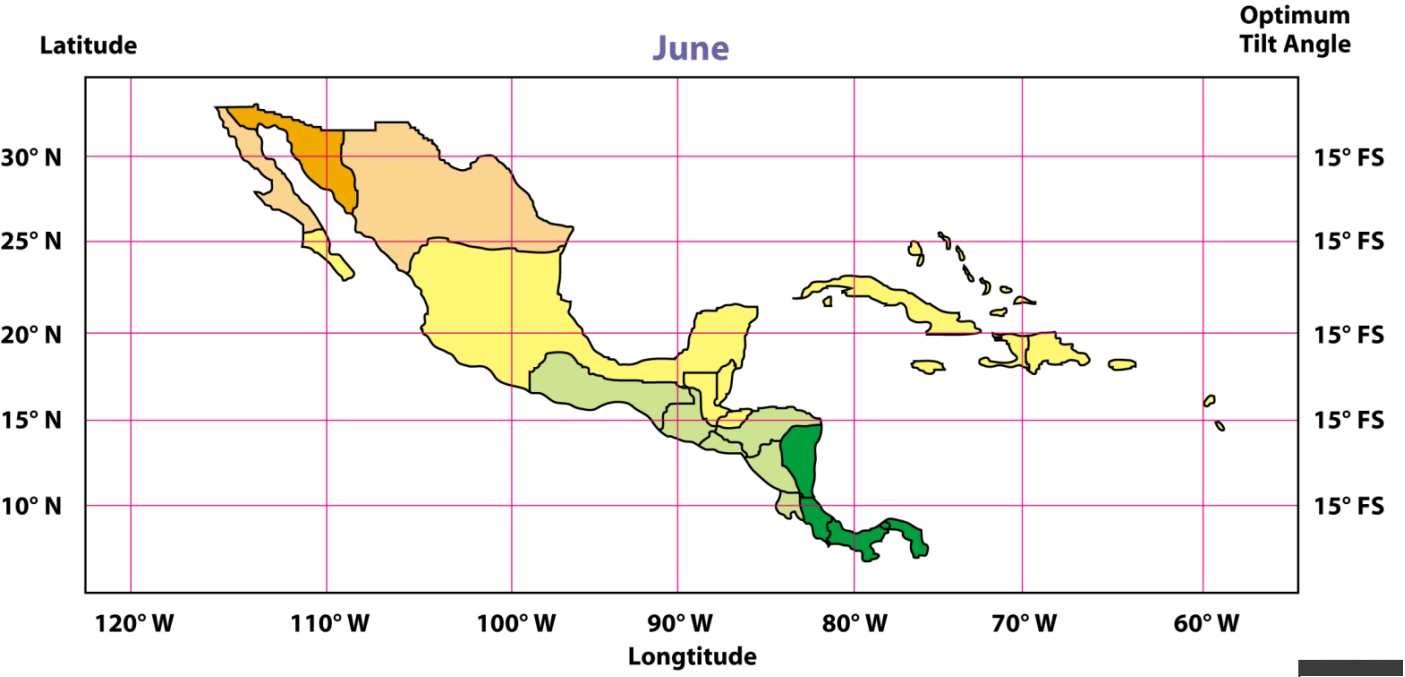 Optimum
Latitude
June
Tilt Angle
30° N
15° FS
25° N
15° FS
20° N
15° FS
15° N
15° FS
10° N
15° FS
120° W
110° W
100° W
90° W
80° W
70° W
60° W
Longtitude